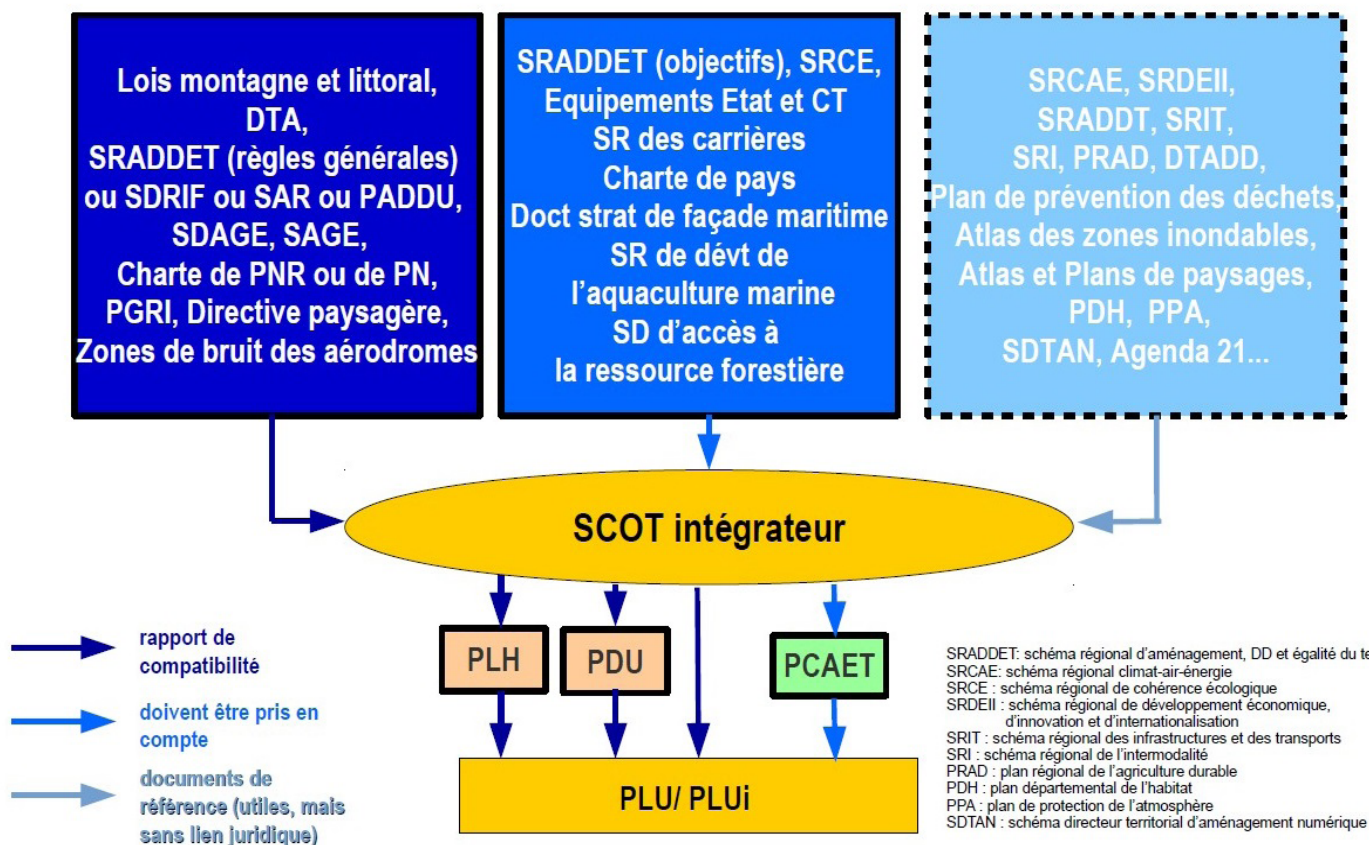 Lois montagne et littoral,
DTA,
SRADDET (règles générales)
ou SDRIF ou SAR ou PADDU,
SDAGE, SAGE,
Charte de PNR ou de PN,
PGRI, Directive paysagère,
Zones de bruit des aérodromes
SRADDET (objectifs), SRCE,
Equipements Etat et CT
SR des carrières
Charte de pays
Doct strat de façade maritime
SR de dévt de
l'aquaculture marine
SD d'accès à
la ressource forestière
SRCAE, SRDEII,
SRADDT, SRIT,
SRI, PRAD, DTADD,
Plan de prévention des déchets,
Atlas des zones inondables,
Atlas et Plans de paysages,
PDH, PPA,
SDTAN, Agenda 21...
SCOT intégrateur
PLH
PDU
PCAET
PLU/ PLUi
rapport de
compatibilité
doivent être pris en
compte
documents de
référence (utiles, mais
sans lien juridique)
SRADDET: schéma régional d'aménagement, DD et égalité du te
SRCAE: schéma régional climat-air-énergie
SRCE : schéma régional de cohérence écologique
SRDEII : schéma régional de développement économique,
d'innovation et d'internationalisation
SRIT : schéma régional des infrastructures et des transports
SRI : schéma régional de l'intermodalité
PRAD : plan régional de l'agriculture durable
PDH : plan départemental de l'habitat
PPA : plan de protection de l'atmosphère
SDTAN : schéma directeur territorial d'aménagement numérique